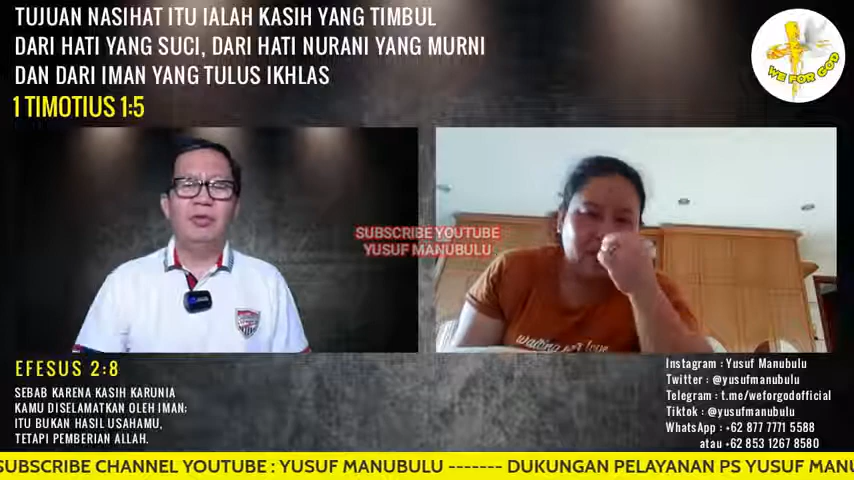 TUJUAN NASIHAT ITU IALAH KASIH YANG TIMBUL
DARI HATI YANG SUCI, DARI HATI NURANI YANG MURNI
DAN DARI IMAN YANG TULUS IKHLAS
1 TIMOTIUS 1:5
WE FOR GOD
SUBSCRIBE YOUTUBE
YUSUF MANUBULU
waiting for love
EFESUS 2:8
SEBAB KARENA KASIH KARUNIA
KAMU DISELAMATKAN OLEH IMAN;
ITU BUKAN HASIL USAHAMU,
TETAPI PEMBERIAN ALLAH.
Instagram : Yusuf Manubulu
Twitter : @yusufmanubulu
Telegram : t.me/weforgodofficial
Tiktok : @yusufmanubulu
WhatsApp : +62 877 7771 5588
atau +62 853 1267 8580
SUBSCRIBE CHANNEL YOUTUBE : YUSUF MANUBULU ------- DUKUNGAN PELAYANAN PS YUSUF MANU